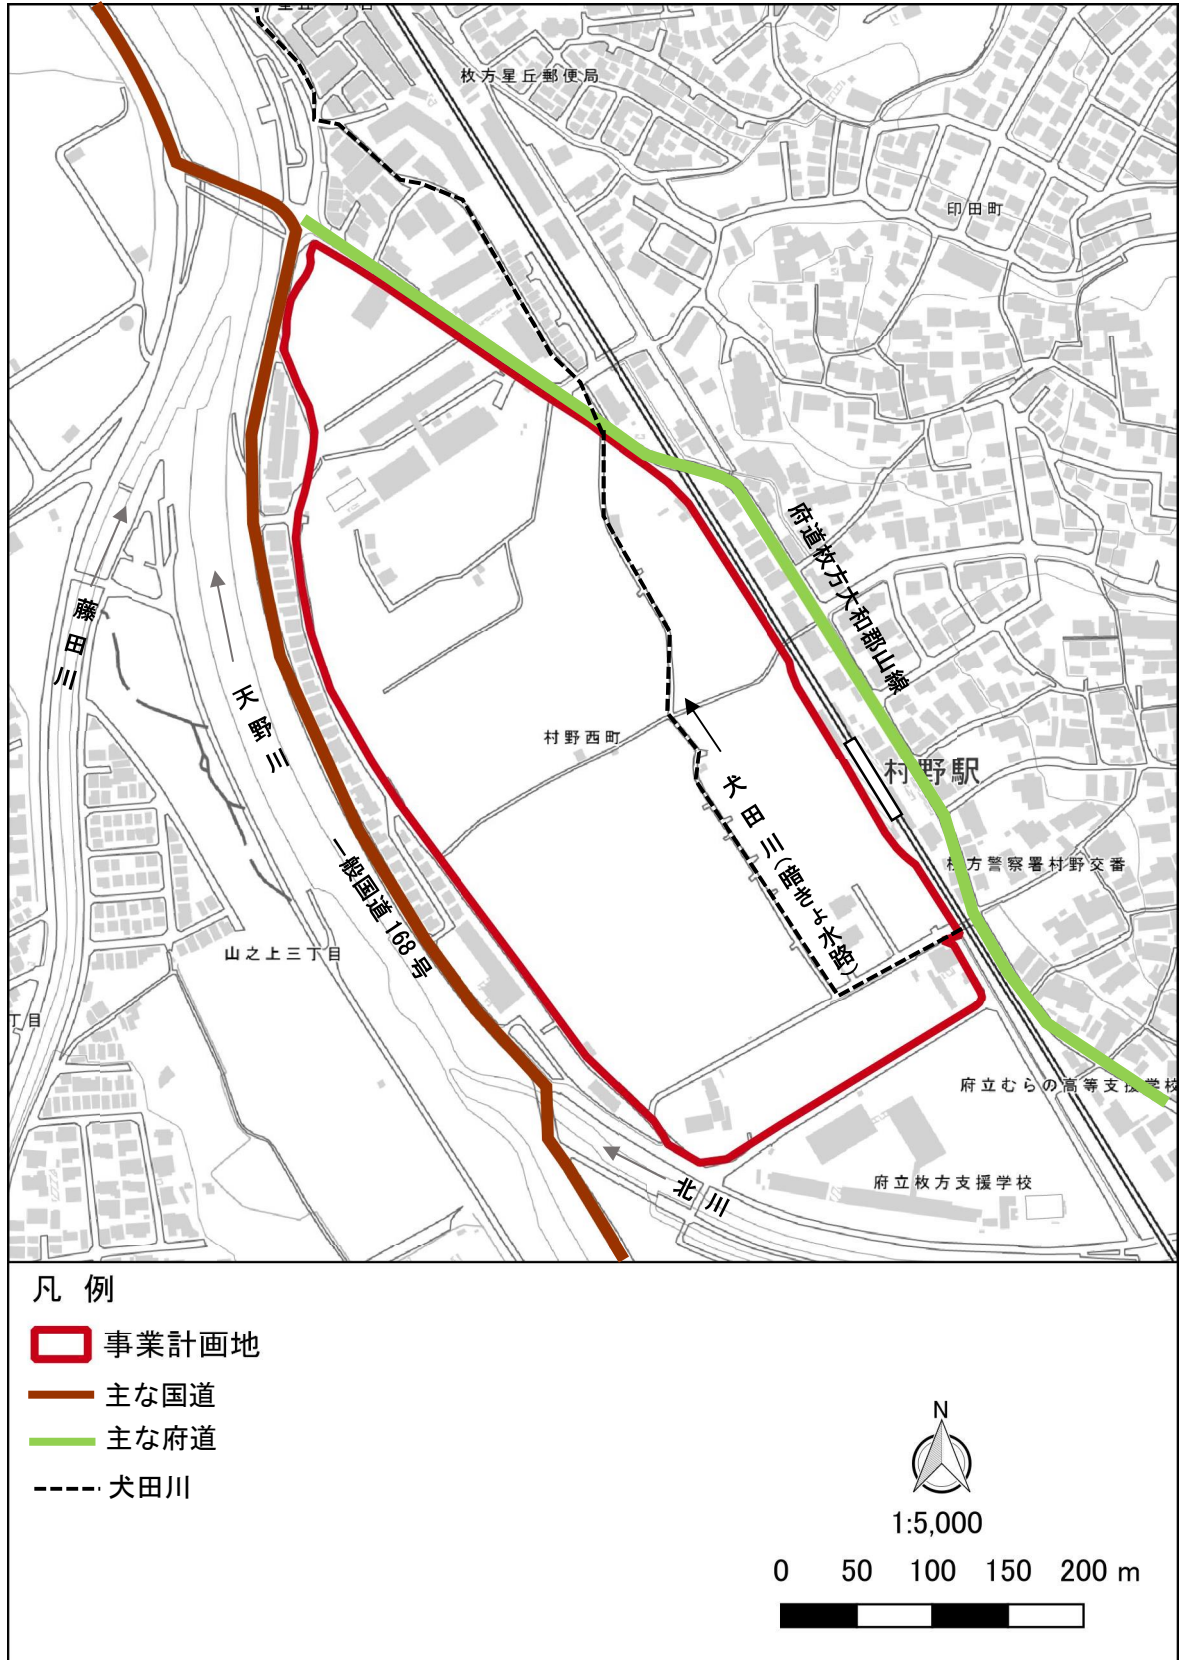 枚方星丘郵便局
印田町
府道枚方大和郡山線
藤田川
天野川
村野西町
村野駅
犬田川（暗きょ水路）
一般国道 168 号
枚方警察署村野交番
山之上三丁目
丁目
府立むらの高等支援学校
府立枚方支援学校
北川
凡 例
事業計画地
主な国道
主な府道
犬田川
N
1:5,000
0 50 100 150 200 m